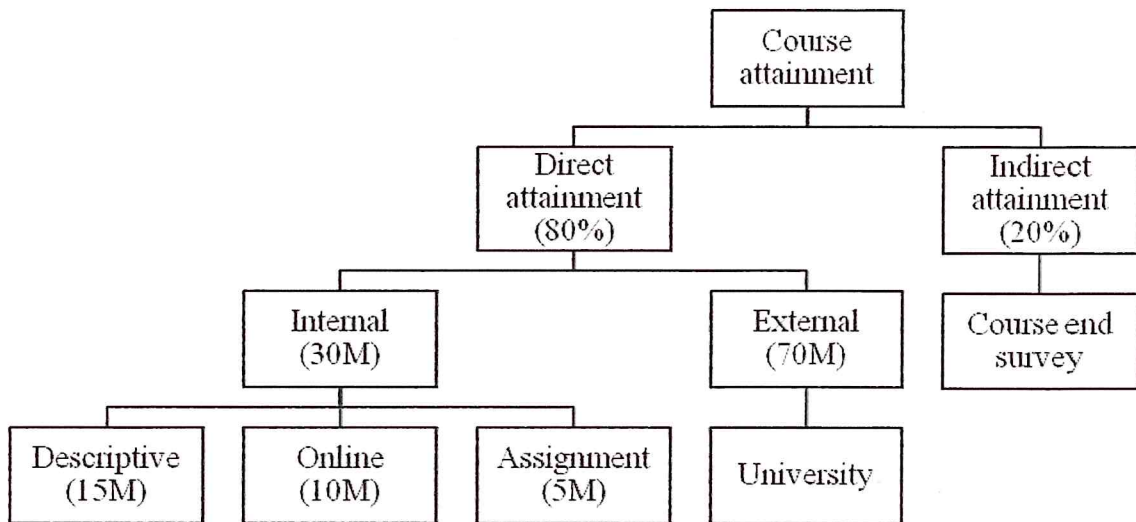 Course
attainment
Direct
attainment
(80%)
Indirect
attainment
(20%)
Internal
(30M)
External
(70M)
Course end
survey
Descriptive
(15M)
Online
(10M)
Assignment
(5M)
University